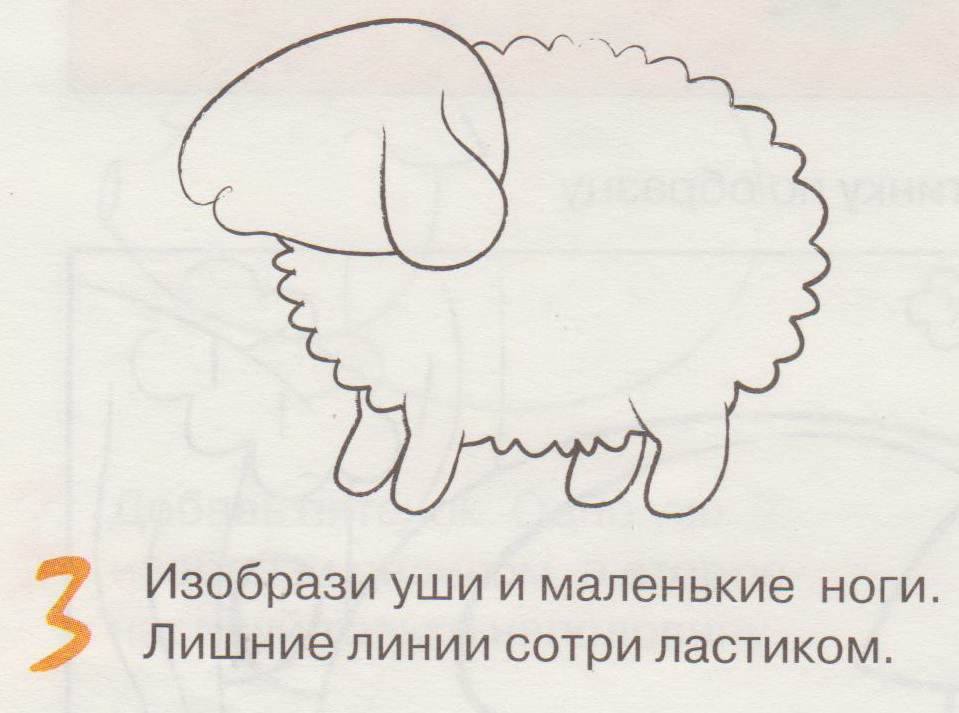 3 Изобрази уши и маленькие ноги.
Лишние линии сотри ластиком.